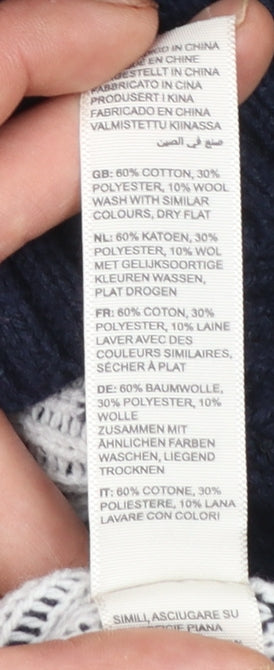 IN CHINA
EN CHINE
GESTELLT IN CHINA
FABBRICATO IN CINA
PRODUSERT I KINA
FABRICADO EN CHINA
VALMISTETTU KIINASSA
صنع في الصين
GB: 60% COTTON, 30%
POLYESTER, 10% WOOL
WASH WITH SIMILAR
COLOURS, DRY FLAT
NL: 60% KATOEN, 30%
POLYESTER, 10% WOL
MET GELIJKSOORTIGE
KLEUREN WASSEN,
PLAT DROGEN
FR: 60% COTON, 30%
POLYESTER, 10% LAINE
LAVER AVEC DES
COULEURS SIMILAIRES,
SÉCHER À PLAT
DE: 60% BAUMWOLLE,
30% POLYESTER, 10%
WOLLE
ZUSAMMEN MIT
ÄHNLICHEN FARBEN
WASCHEN, LIEGEND
TROCKNEN
IT: 60% COTONE, 30%
POLIESTERE, 10% LANA
LAVARE CON COLORI
SIMILI, ASCIUGARE SU
PIANA